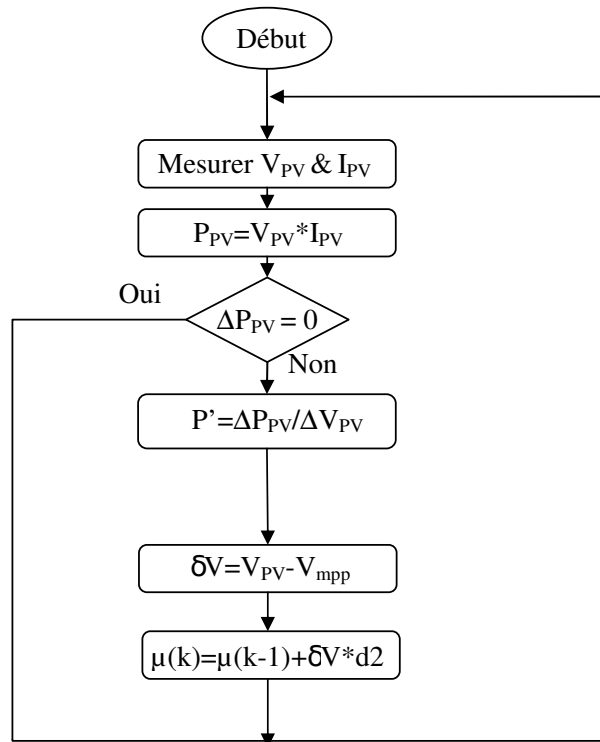 Début
Mesurer V_PV & I_PV
P_PV=V_PV*I_PV
Oui
ΔP_PV = 0
Non
P’=ΔP_PV/ΔV_PV
δV=V_PV-V_mpp
µ(k)=µ(k-1)+δV*d2